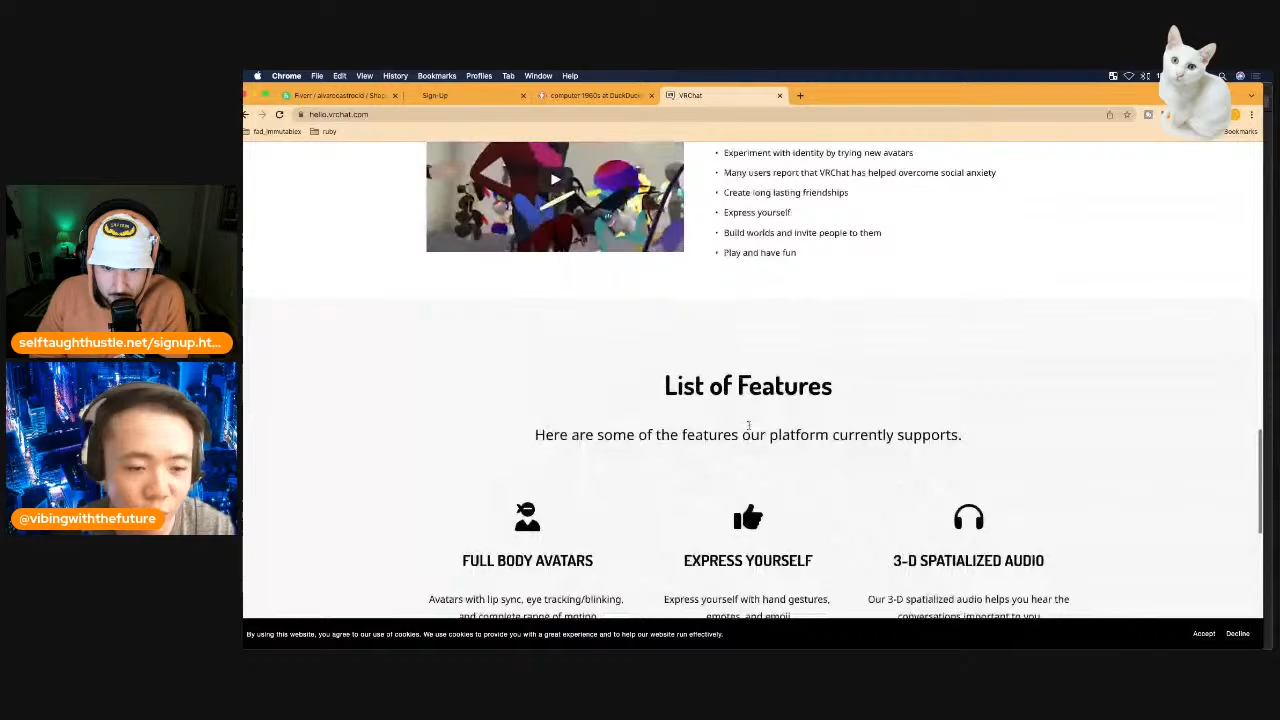 Chrome File Edit View History Bookmarks Profiles Tab Window Help
Fiverr / alvarocastrocid / Shop
Sign-Up
computer 1960s at DuckDuck
VRChat
hello.vrchat.com
fad_immutablex
ruby
Bookmarks
• Experiment with identity by trying new avatars
• Many users report that VRChat has helped overcome social anxiety
• Create long lasting friendships
• Express yourself
• Build worlds and invite people to them
• Play and have fun
List of Features
Here are some of the features our platform currently supports.
FULL BODY AVATARS
Avatars with lip sync, eye tracking/blinking,
and complete range of motion
EXPRESS YOURSELF
Express yourself with hand gestures,
emotes, and emoji
3-D SPATIALIZED AUDIO
Our 3-D spatialized audio helps you hear the
conversations important to you
By using this website, you agree to our use of cookies. We use cookies to provide you with a great experience and to help our website run effectively.
Accept
Decline
selftaughthustle.net/signup.ht...
@vibingwiththefuture